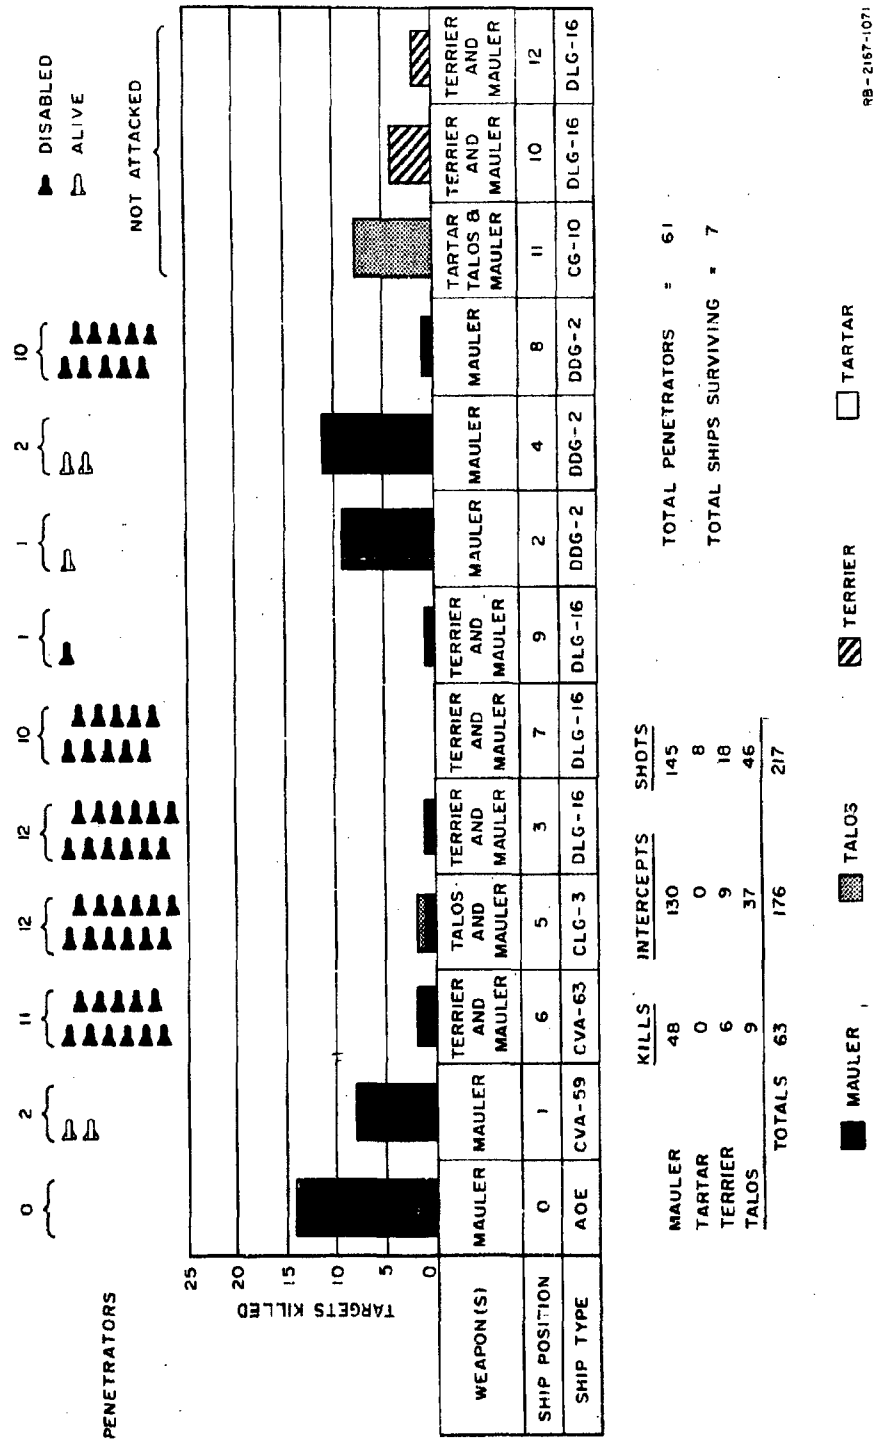 PENETRATORS
0 2 11 12 12 10 1 1 2 10
DISABLED
ALIVE
NOT ATTACKED
TARGETS KILLED
25
20
15
10
5
0
WEAPON(S) MAULER MAULER TERRIER AND MAULER TALOS AND MAULER TERRIER AND MAULER TERRIER AND MAULER TERRIER AND MAULER MAULER MAULER MAULER TARTAR TALOS & MAULER TERRIER AND MAULER TERRIER AND MAULER
SHIP POSITION 0 1 6 5 3 7 9 2 4 8 11 10 12
SHIP TYPE AOE CVA-59 CVA-63 CLG-3 DLG-16 DLG-16 DLG-16 DDG-2 DDG-2 DDG-2 CG-10 DLG-16 DLG-16
KILLS INTERCEPTS SHOTS
MAULER 48 130 145
TARTAR 0 0 8
TERRIER 6 9 18
TALOS 9 37 46
TOTALS 63 176 217
TOTAL PENETRATORS = 61
TOTAL SHIPS SURVIVING = 7
MAULER TALOS TERRIER TARTAR
RB-2167-1071